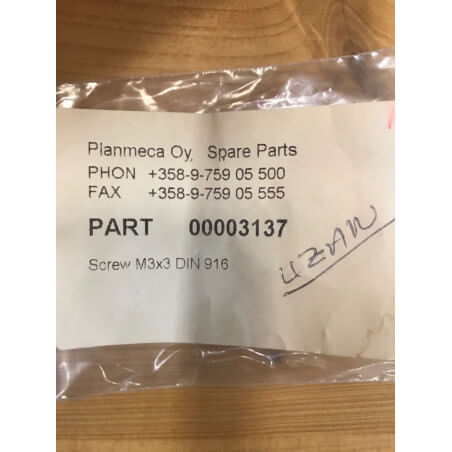 Planmeca Oy, Spare Parts
PHON +358-9-759 05 500
FAX +358-9-759 05 555
PART 00003137
Screw M3x3 DIN 916
UZAN